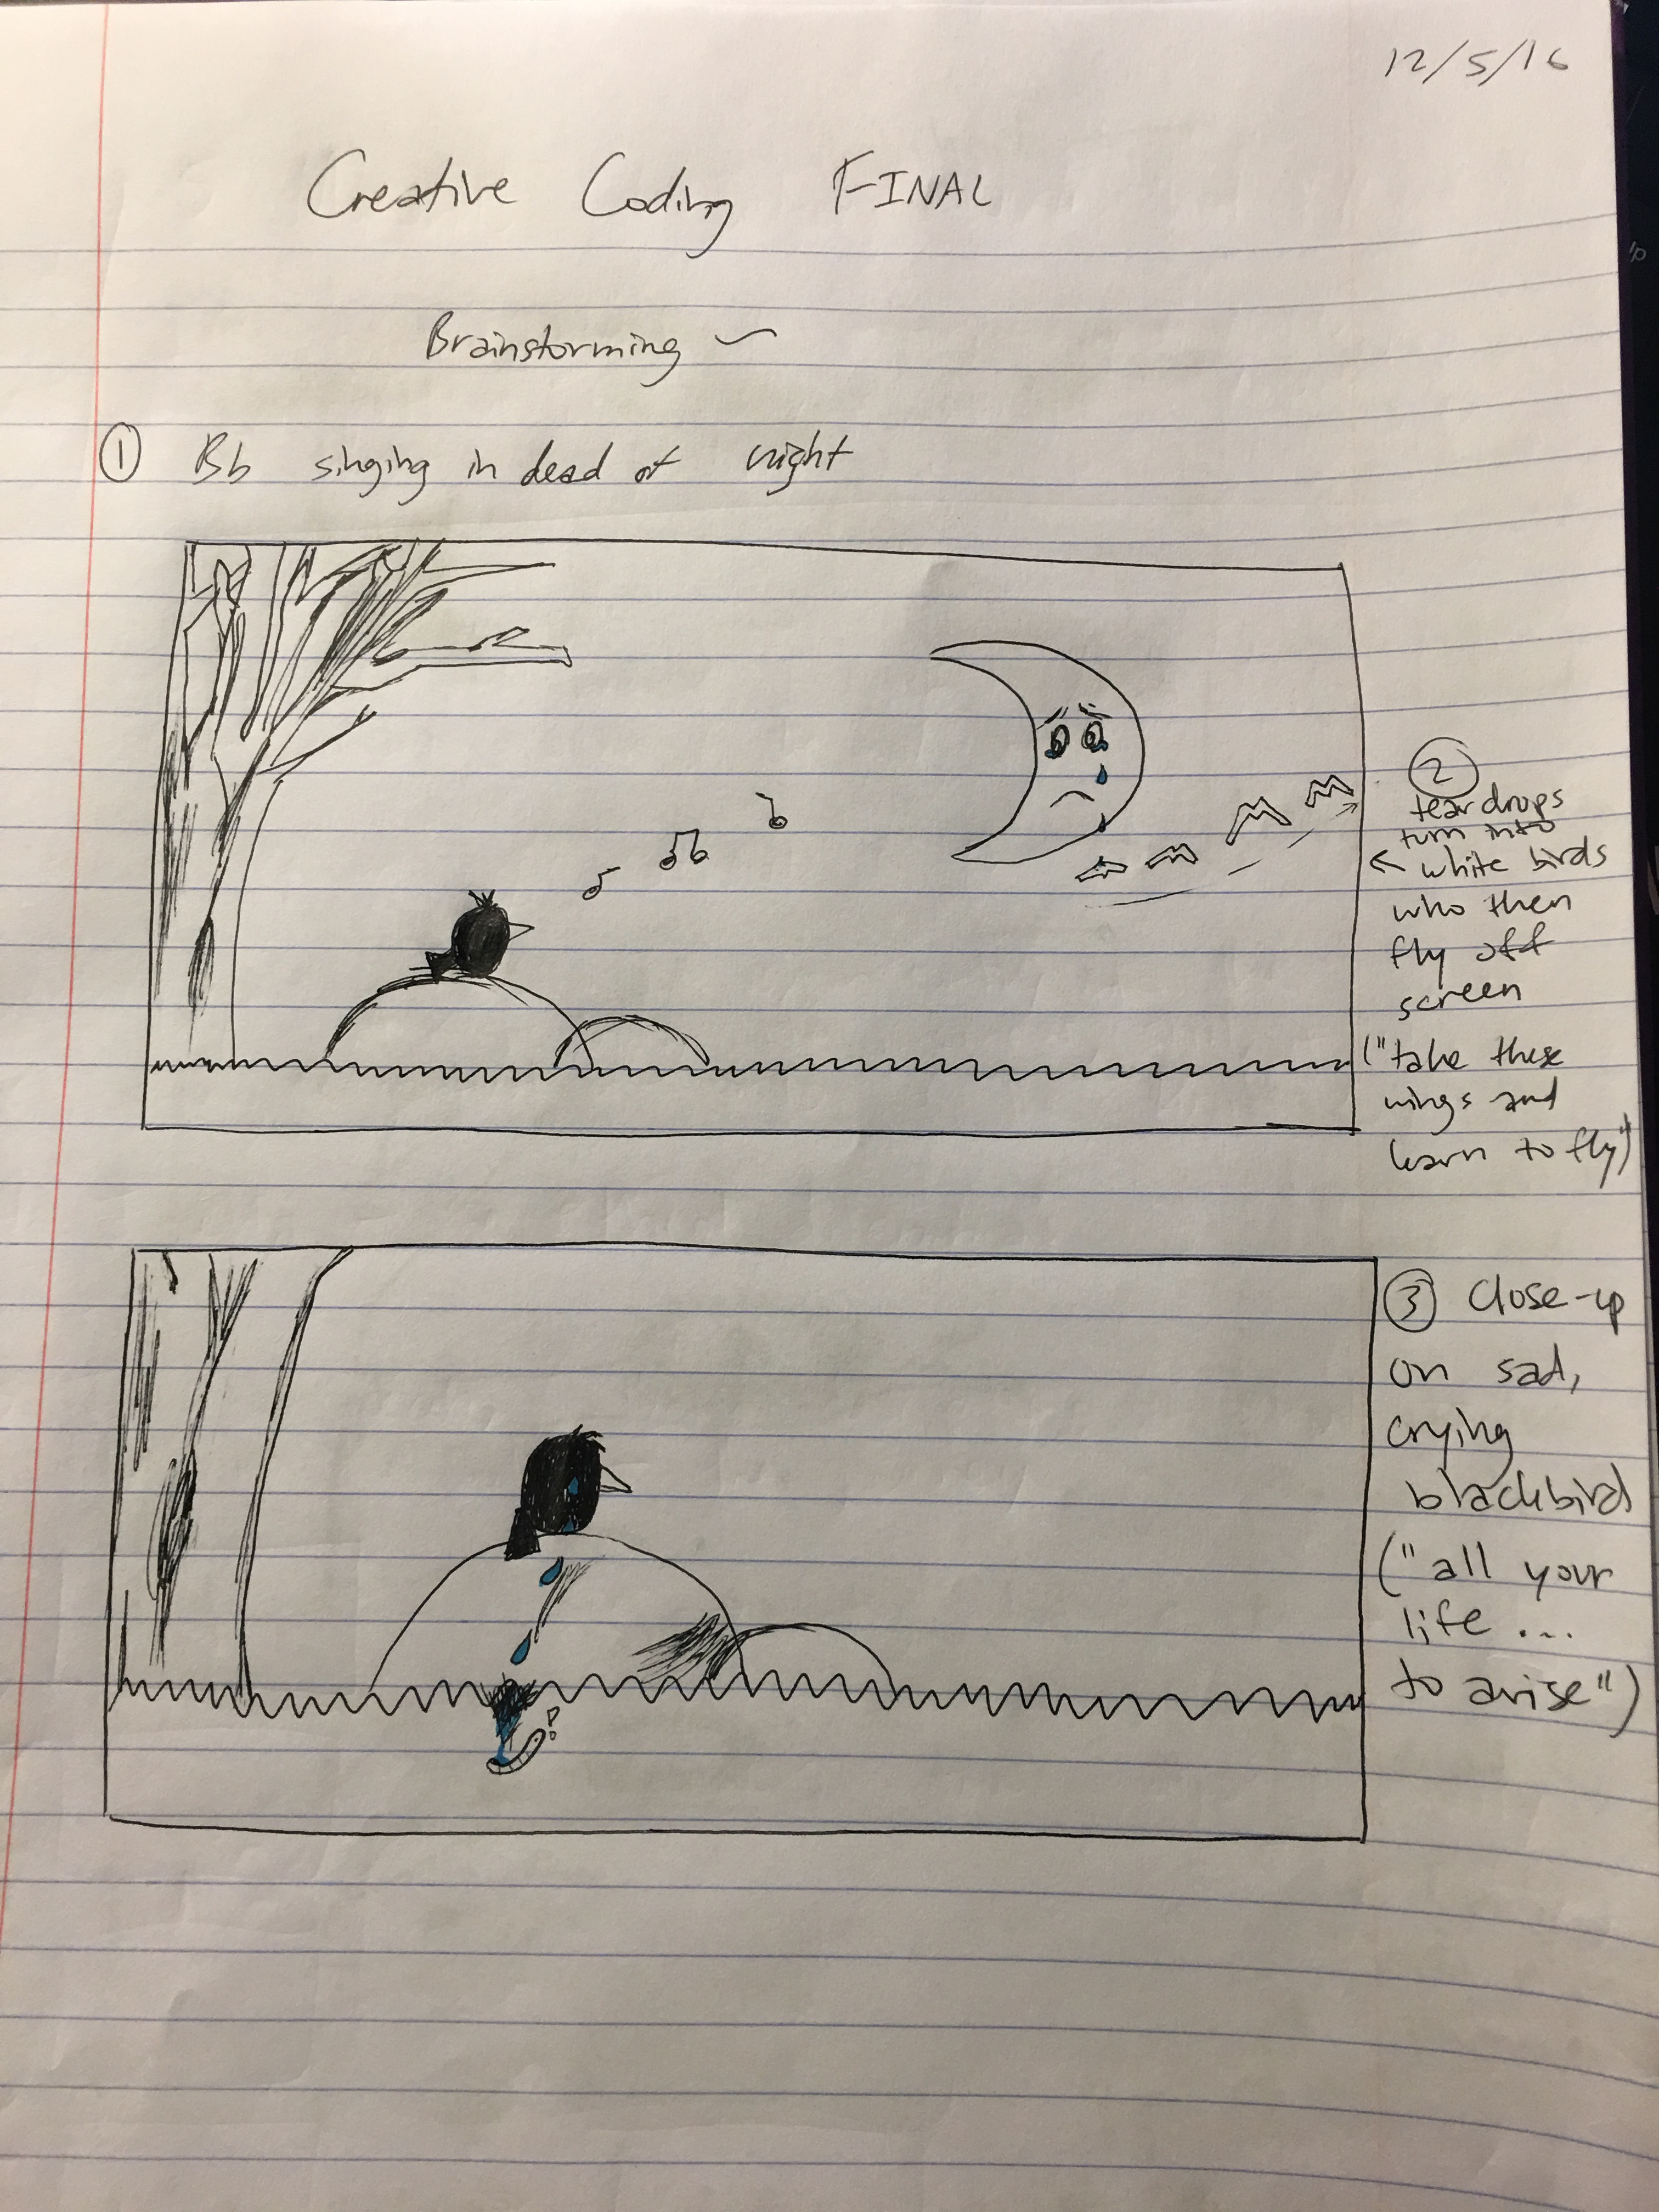 12/5/16
Creative Coding FINAL
Brainstorming ~
① Bb singing in dead of night
②
teardrops
turn into
← white birds
who then
fly off
screen
("take these
wings and
learn to fly")
③ Close-up
on sad,
crying
blackbird
("all your
life ...
to arise")